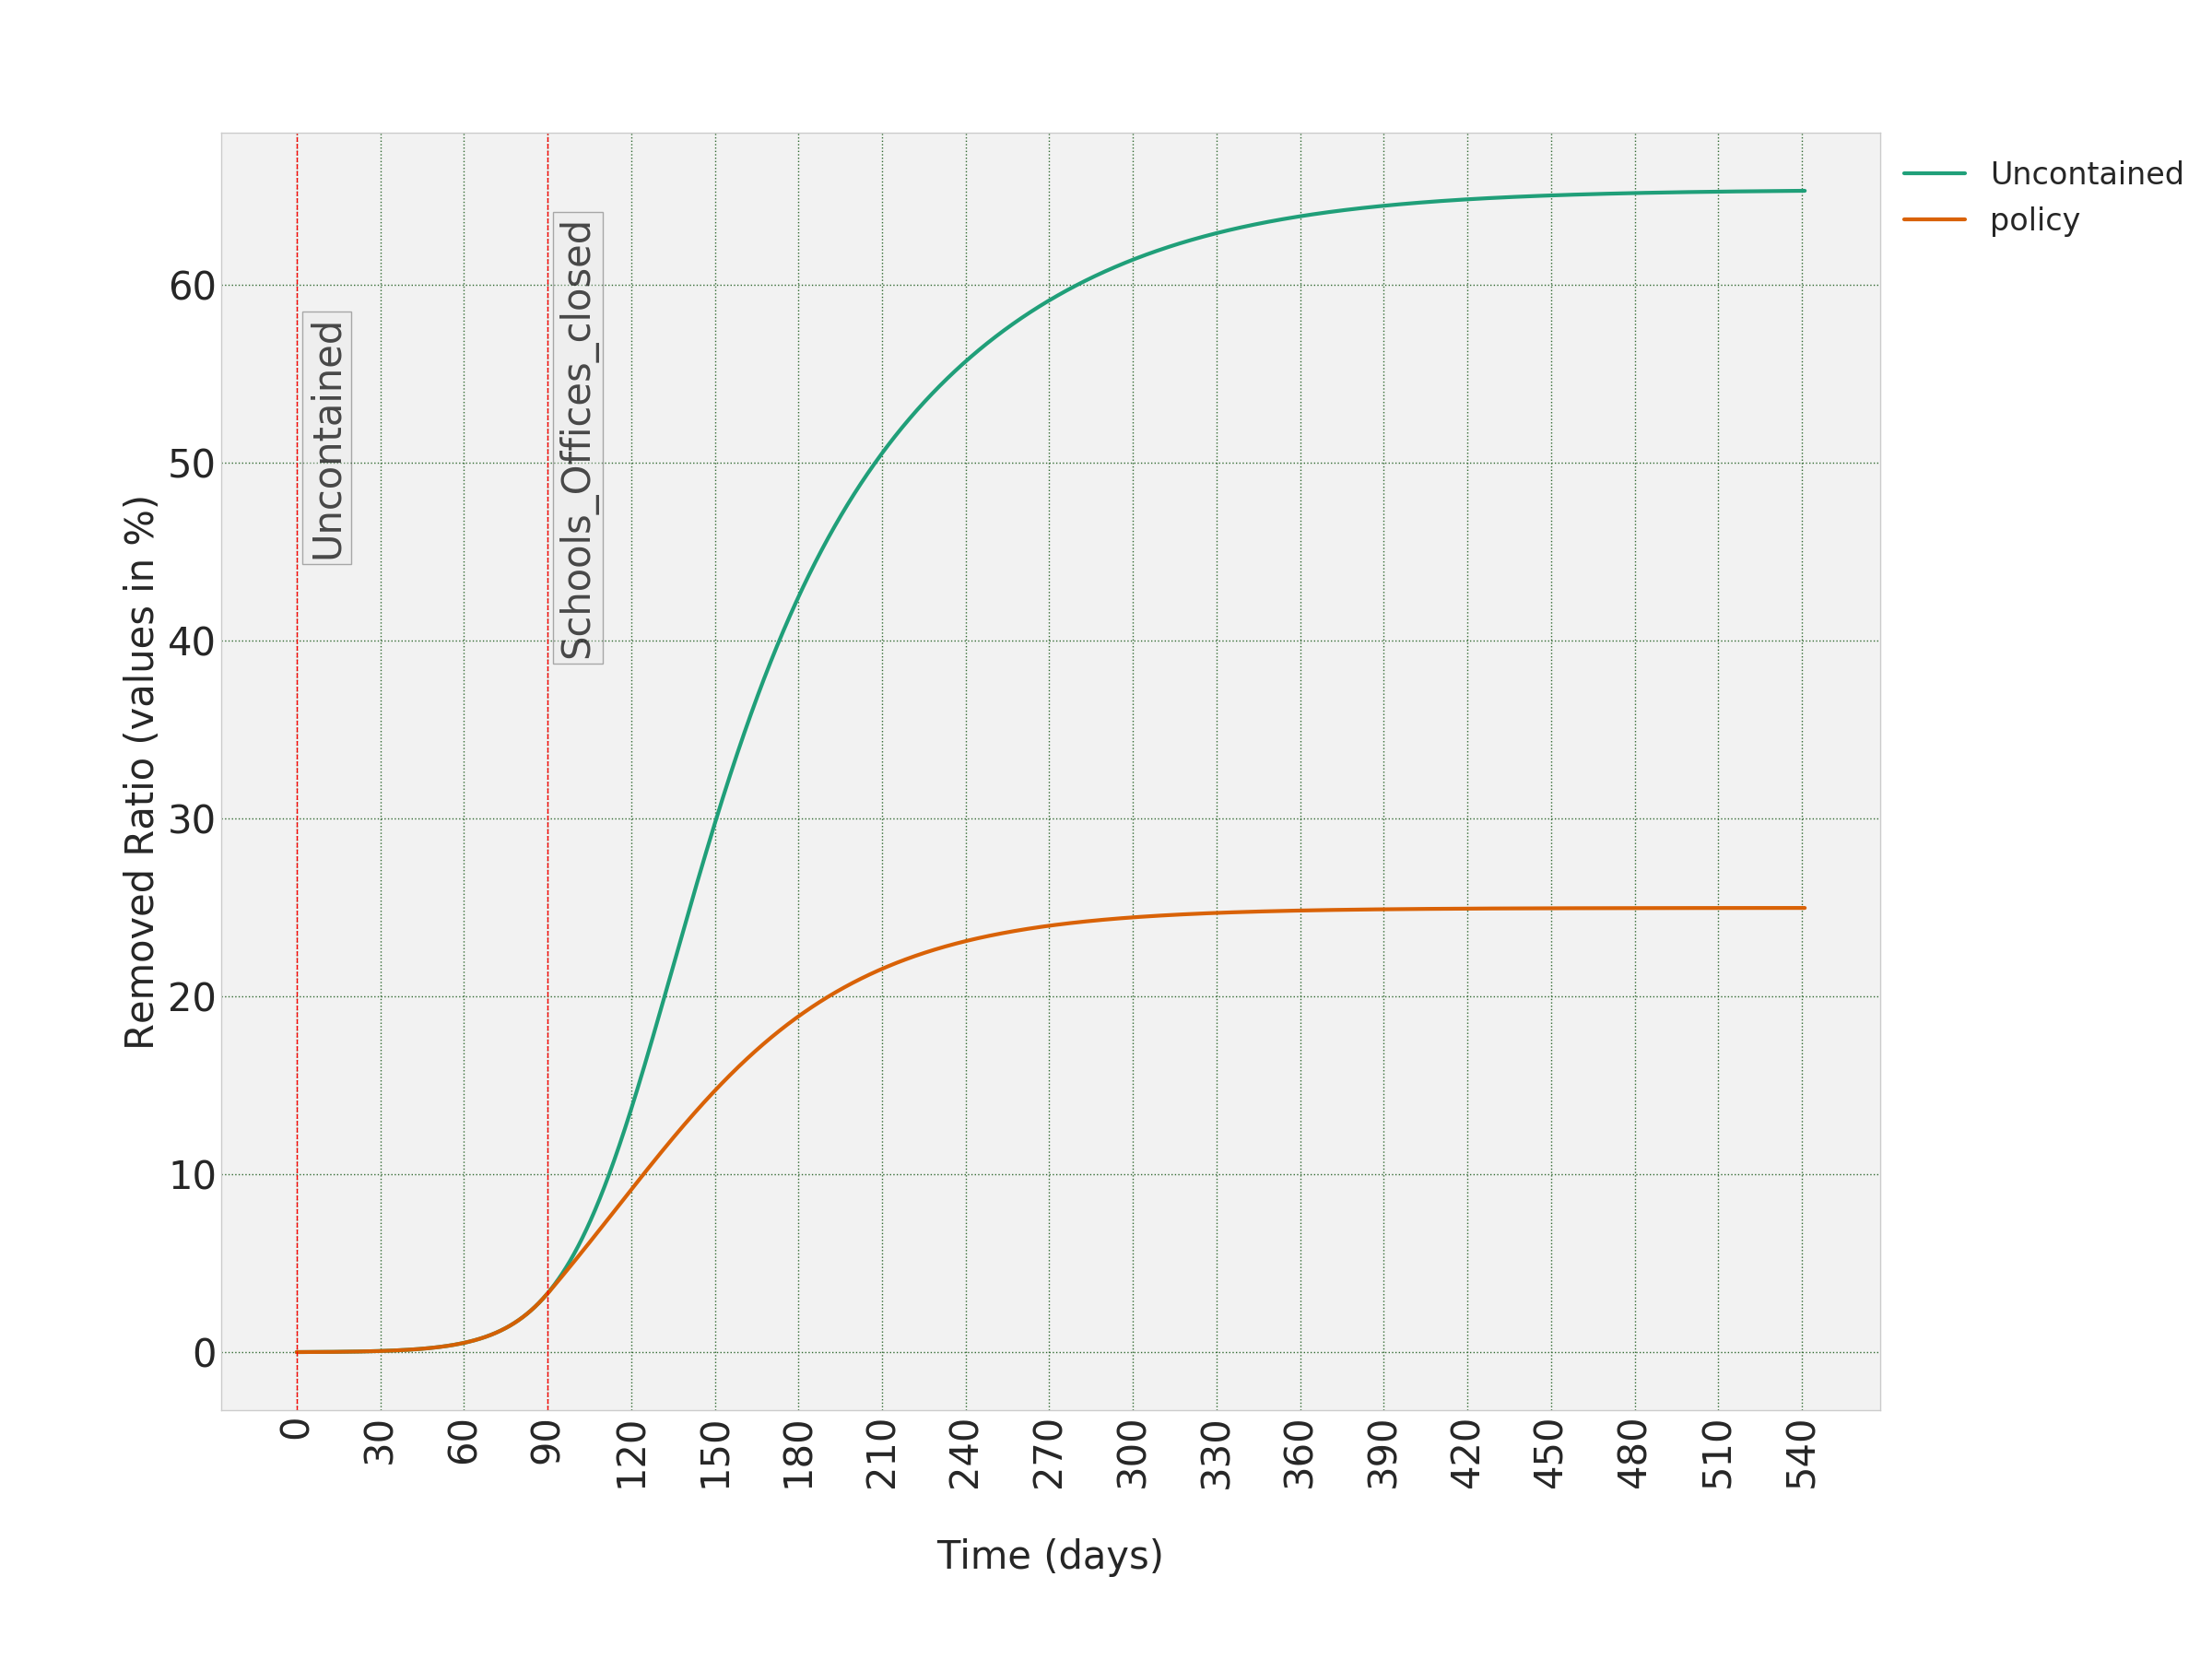 Uncontained
policy
Uncontained
Schools_Offices_closed
Removed Ratio (values in %)
60
50
40
30
20
10
0
0 30 60 90 120 150 180 210 240 270 300 330 360 390 420 450 480 510 540
Time (days)